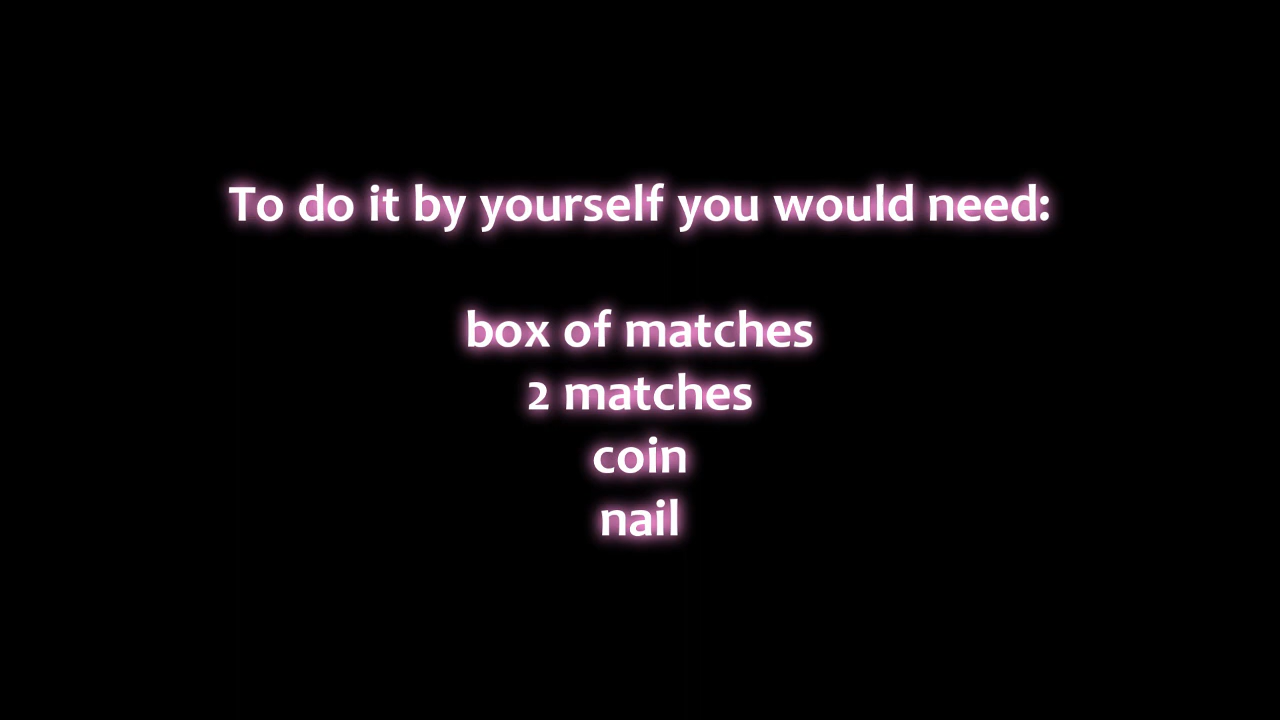 To do it by yourself you would need:
box of matches
2 matches
coin
nail